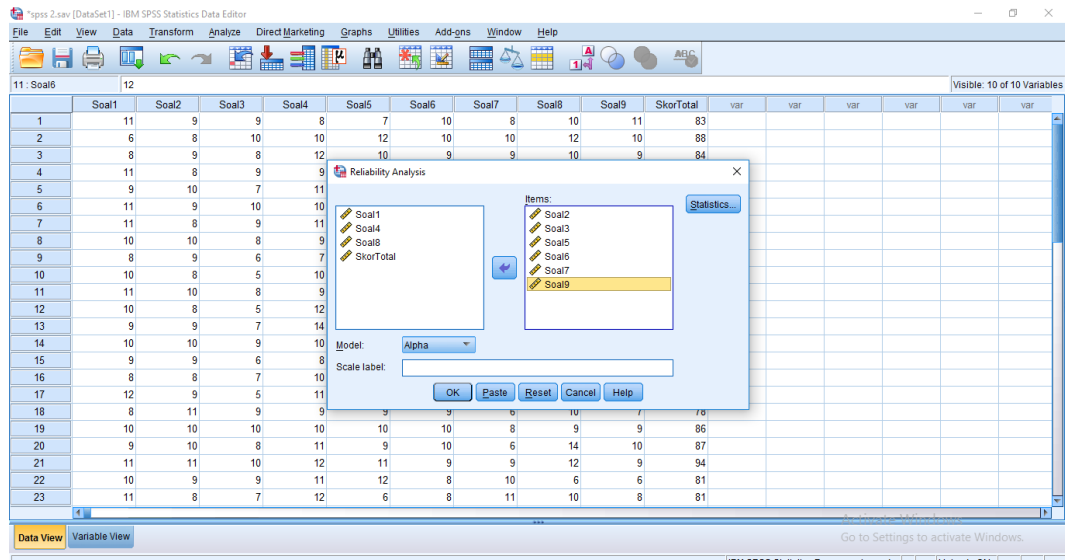 *spss 2.sav [DataSet1] - IBM SPSS Statistics Data Editor
File Edit View Data Transform Analyze Direct Marketing Graphs Utilities Add-ons Window Help
11 : Soal6 12 Visible: 10 of 10 Variables
Soal1 Soal2 Soal3 Soal4 Soal5 Soal6 Soal7 Soal8 Soal9 SkorTotal var var var var var var
1 11 9 9 8 7 10 8 10 11 83
2 6 8 10 10 12 10 10 12 10 88
3 8 9 8 12 10 9 9 10 9 84
4 11 8 9 9
5 9 10 7 11
6 11 9 10 10
7 11 8 9 11
8 10 10 8 9
9 8 9 6 7
10 10 8 5 10
11 11 10 8 9
12 10 8 5 12
13 9 9 7 14
14 10 10 9 10
15 9 9 6 8
16 8 8 7 10
17 12 9 5 11
18 8 11 9 9 9 9 6 10 7 78
19 10 10 10 10 10 10 8 9 9 86
20 9 10 8 11 9 10 6 14 10 87
21 11 11 10 12 11 9 9 12 9 94
22 10 9 9 11 12 8 10 6 6 81
23 11 8 7 12 6 8 11 10 8 81
Reliability Analysis
Items:
Statistics...
Soal1
Soal4
Soal8
SkorTotal
Soal2
Soal3
Soal5
Soal6
Soal7
Soal9
Model: Alpha
Scale label:
OK Paste Reset Cancel Help
Data View Variable View
Activate Windows
Go to Settings to activate Windows.